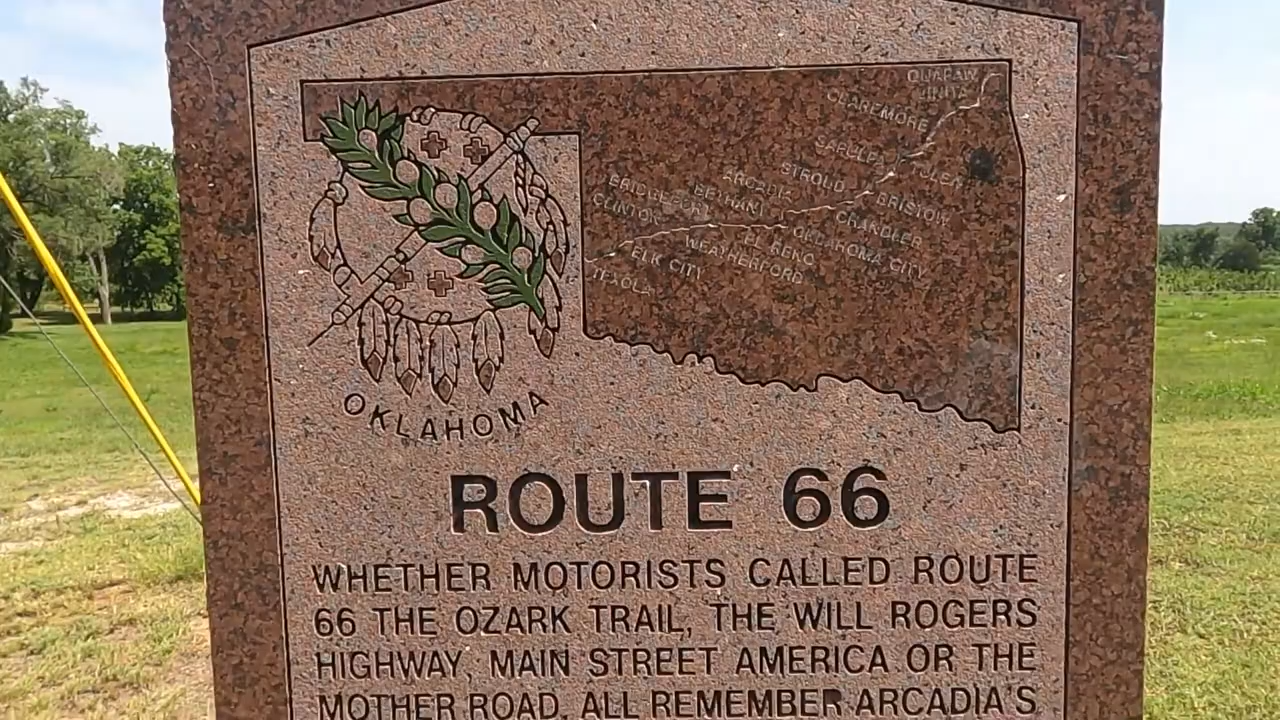 QUAPAW
VINITA
CLAREMORE
SAPULPA
TULSA
STROUD
BRISTOW
ARCADIA
BETHANY
CHANDLER
BRIDGEPORT
CLINTON
OKLAHOMA CITY
EL RENO
WEATHERFORD
ELK CITY
TEXOLA
OKLAHOMA
ROUTE 66
WHETHER MOTORISTS CALLED ROUTE
66 THE OZARK TRAIL, THE WILL ROGERS
HIGHWAY, MAIN STREET AMERICA OR THE
MOTHER ROAD, ALL REMEMBER ARCADIA'S